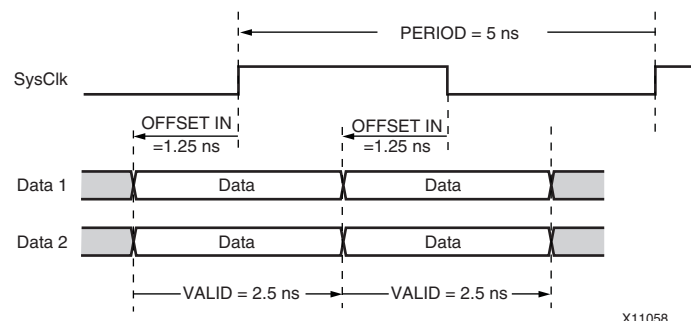 PERIOD = 5 ns
SysClk
OFFSET IN
=1.25 ns
OFFSET IN
=1.25 ns
Data 1
Data
Data
Data 2
Data
Data
VALID = 2.5 ns
VALID = 2.5 ns
X11058